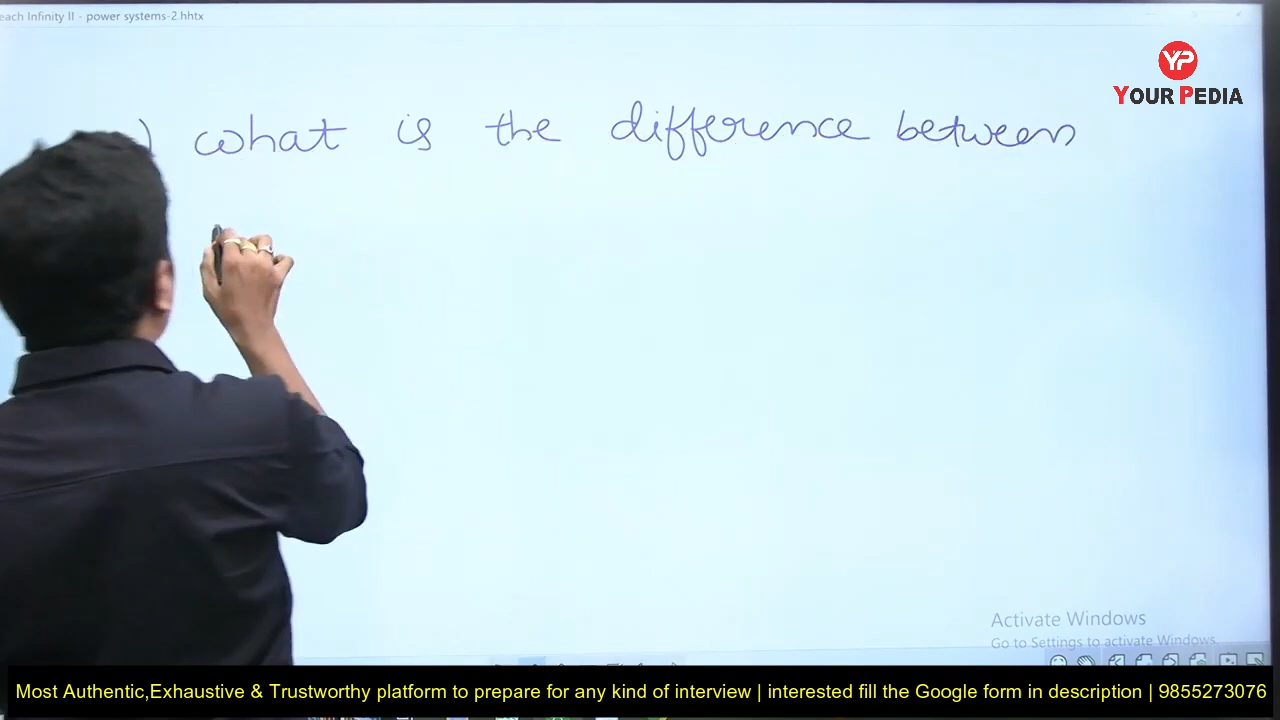 each Infinity II - power systems-2.hhtx
YP
YOUR PEDIA
) what is the difference between
Activate Windows
Go to Settings to activate Windows.
Most Authentic,Exhaustive & Trustworthy platform to prepare for any kind of interview | interested fill the Google form in description | 9855273076